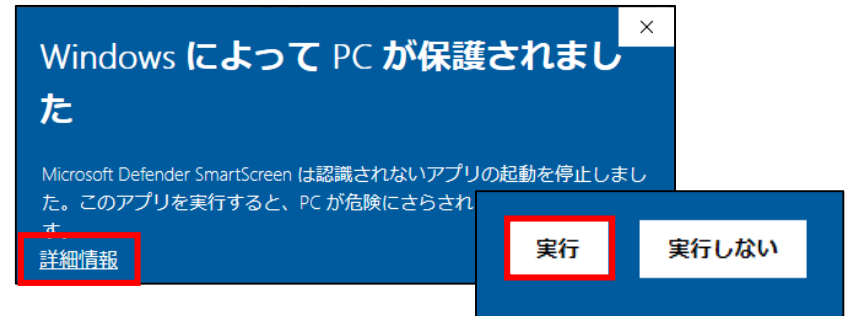 ×
Windows によって PC が保護されまし
た
Microsoft Defender SmartScreen は認識されないアプリの起動を停止しまし
た。このアプリを実行すると、PC が危険にさらされ
す。
詳細情報
実行
実行しない